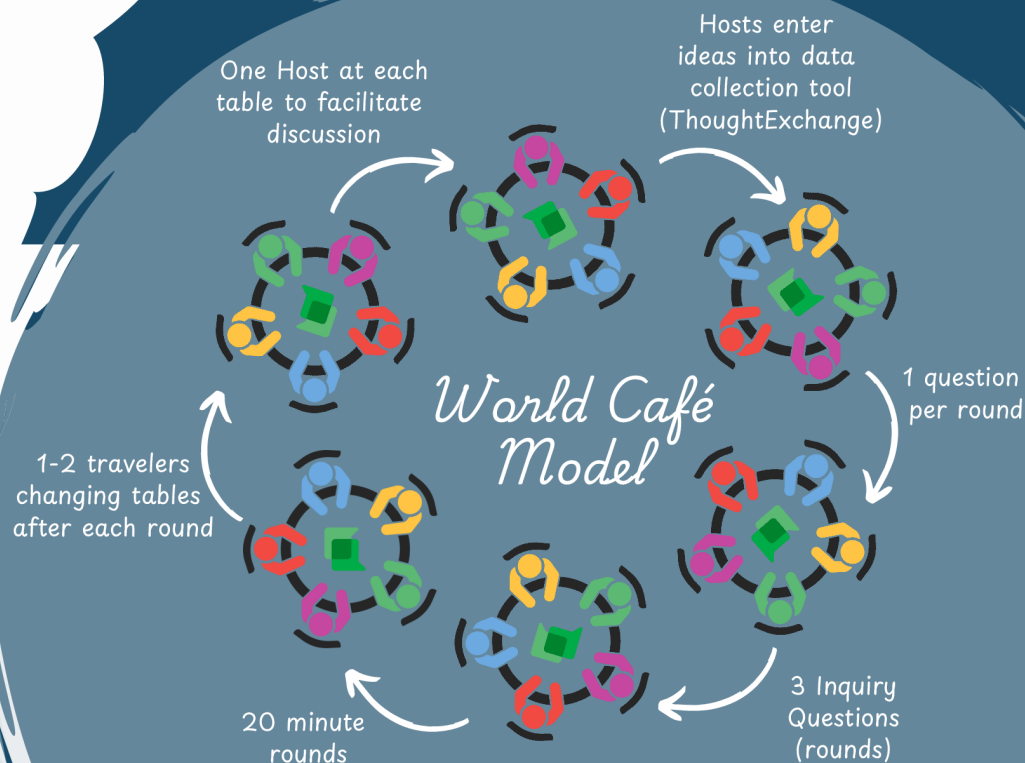 One Host at each
table to facilitate
discussion
Hosts enter
ideas into data
collection tool
(ThoughtExchange)
World Café
Model
1 question
per round
1-2 travelers
changing tables
after each round
3 Inquiry
Questions
(rounds)
20 minute
rounds